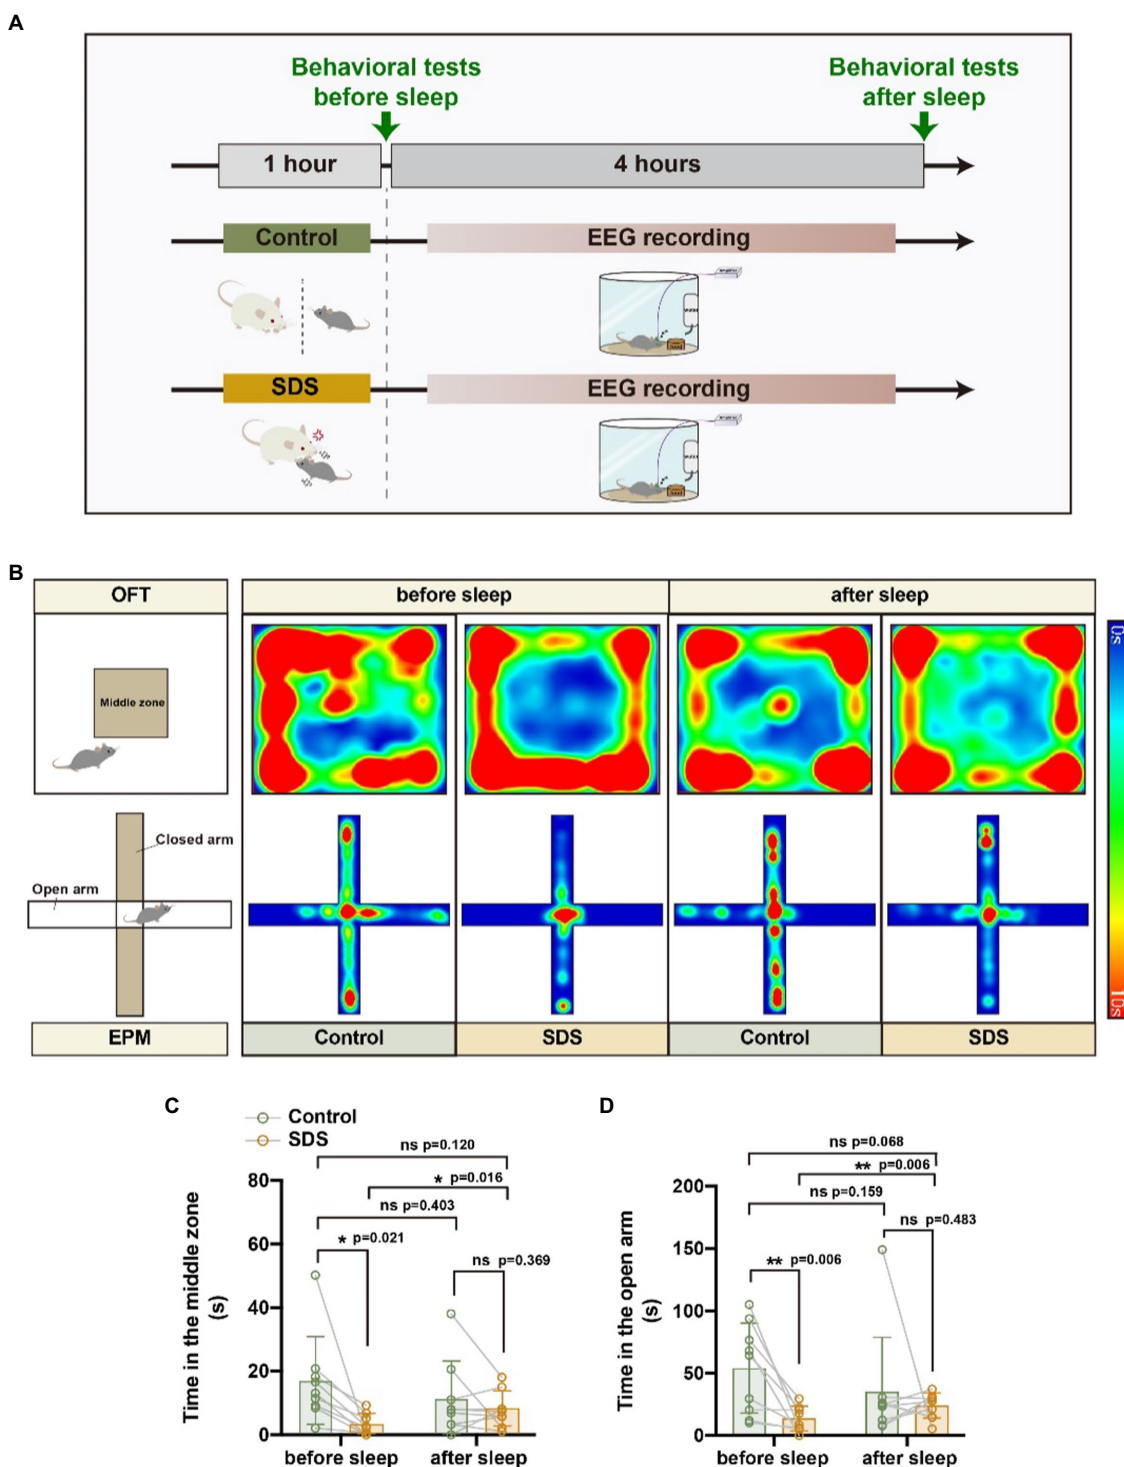 A
Behavioral tests
before sleep
Behavioral tests
after sleep
1 hour
4 hours
Control
EEG recording
SDS
EEG recording
B
OFT
before sleep
after sleep
Middle zone
0s
Closed arm
Open arm
10s
EPM
Control
SDS
Control
SDS
C
Control
SDS
ns p=0.120
* p=0.016
ns p=0.403
* p=0.021
ns p=0.369
Time in the middle zone
(s)
80
60
40
20
0
before sleep
after sleep
D
ns p=0.068
** p=0.006
ns p=0.159
ns p=0.483
** p=0.006
Time in the open arm
(s)
200
150
100
50
0
before sleep
after sleep